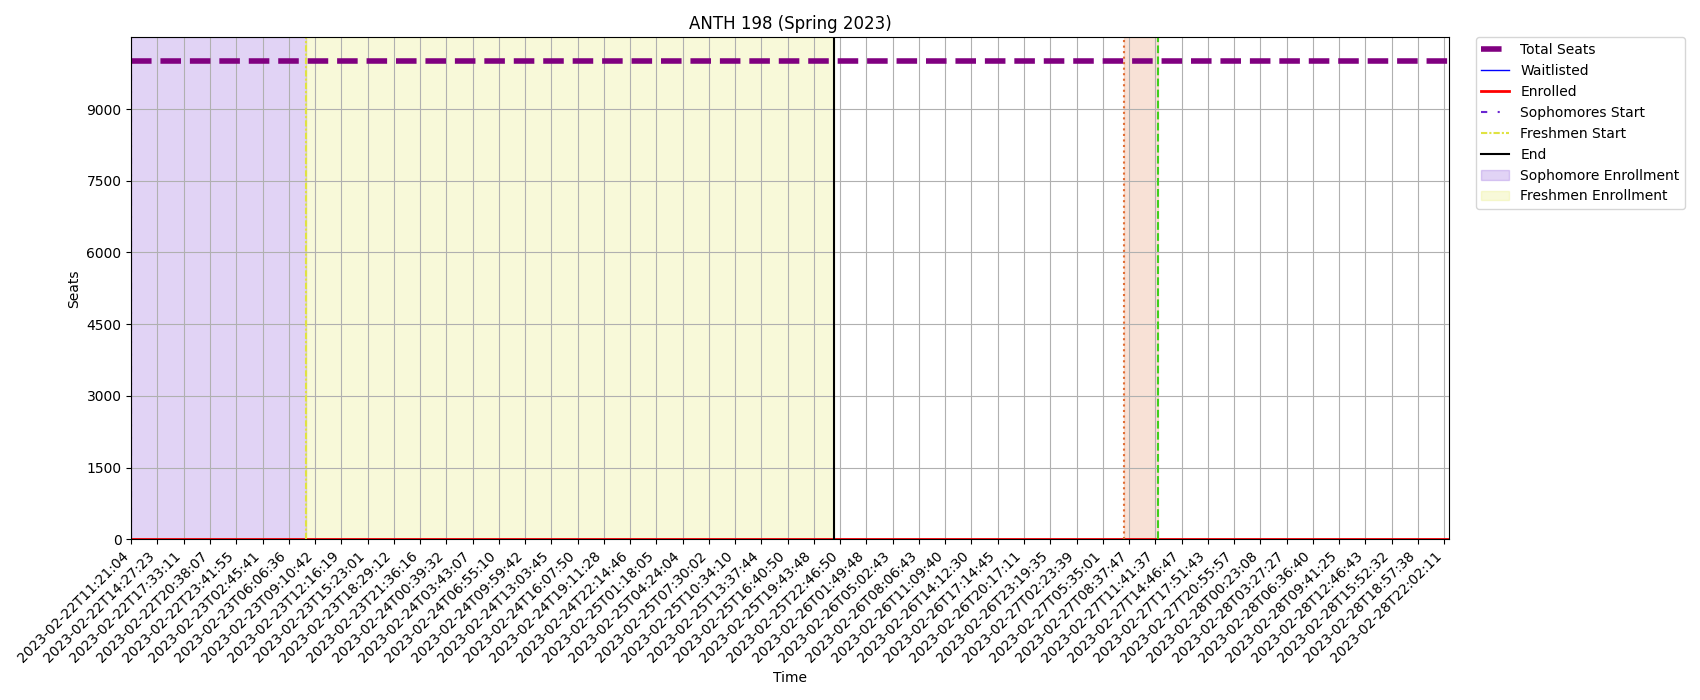 ANTH 198 (Spring 2023)
Total Seats
Waitlisted
Enrolled
Sophomores Start
Freshmen Start
End
Sophomore Enrollment
Freshmen Enrollment
Seats
9000
7500
6000
4500
3000
1500
0
2023-02-22T11:21:04
2023-02-22T14:27:23
2023-02-22T17:33:11
2023-02-22T20:38:07
2023-02-22T23:41:55
2023-02-23T02:45:41
2023-02-23T06:06:36
2023-02-23T09:10:42
2023-02-23T12:16:19
2023-02-23T15:23:01
2023-02-23T18:29:12
2023-02-23T21:36:16
2023-02-24T00:39:32
2023-02-24T03:43:07
2023-02-24T06:55:10
2023-02-24T09:59:42
2023-02-24T13:03:45
2023-02-24T16:07:50
2023-02-24T19:11:28
2023-02-24T22:14:46
2023-02-25T01:18:05
2023-02-25T04:24:04
2023-02-25T07:30:02
2023-02-25T10:34:10
2023-02-25T13:37:44
2023-02-25T16:40:50
2023-02-25T19:43:48
2023-02-25T22:46:50
2023-02-26T01:49:48
2023-02-26T05:02:43
2023-02-26T08:06:43
2023-02-26T11:09:40
2023-02-26T14:12:30
2023-02-26T17:14:45
2023-02-26T20:17:11
2023-02-26T23:19:35
2023-02-27T02:23:39
2023-02-27T05:35:01
2023-02-27T08:37:47
2023-02-27T11:41:37
2023-02-27T14:46:47
2023-02-27T17:51:43
2023-02-27T20:55:57
2023-02-28T00:23:08
2023-02-28T03:27:27
2023-02-28T06:36:40
2023-02-28T09:41:25
2023-02-28T12:46:43
2023-02-28T15:52:32
2023-02-28T18:57:38
2023-02-28T22:02:11
Time